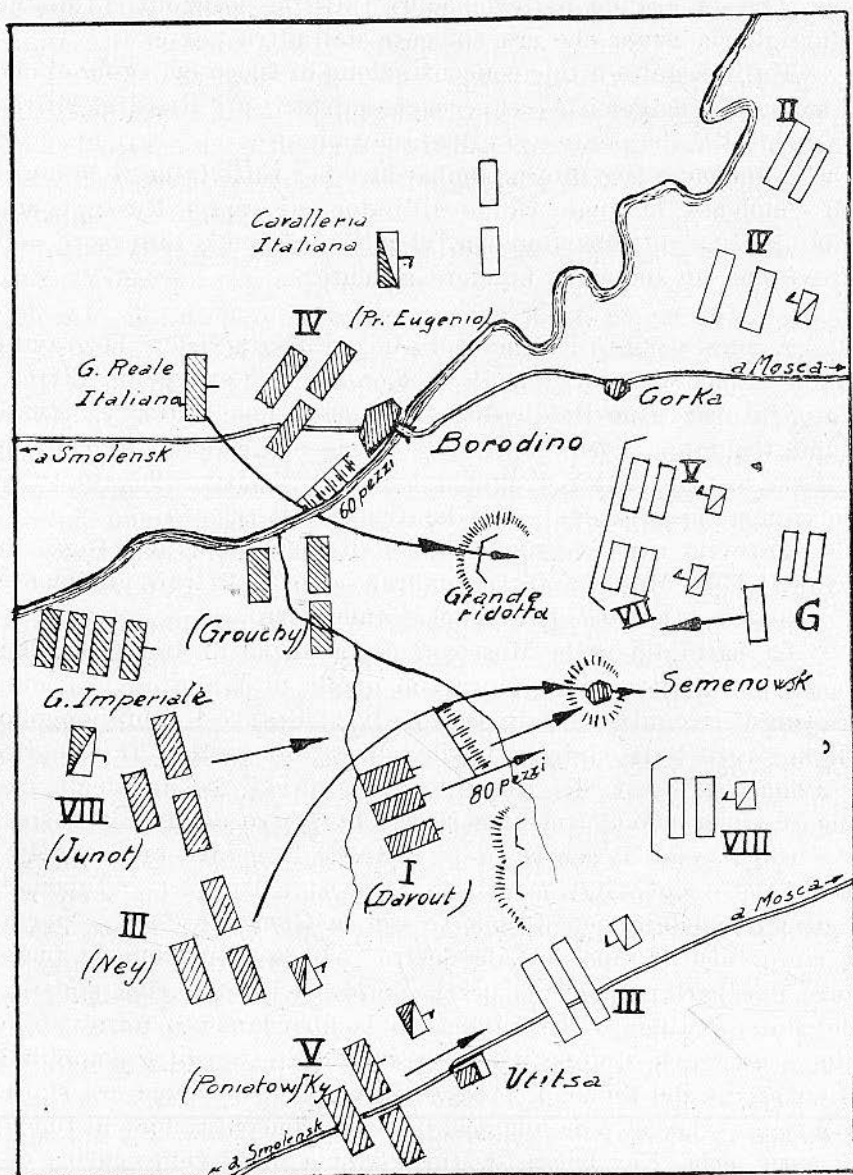 II
Cavalleria
Italiana
IV
IV
(Pr. Eugenio)
G. Reale
Italiana
a Mosca
Gorka
a Smolensk
Borodino
60 pezzi
V
Grande
ridotta
(Grouchy)
VII
G
G. Imperiale
Semenowsk
VIII
(Junot)
80 pezzi
VIII
I
(Davout)
a Mosca
III
(Ney)
III
V
(Poniatowſky
Utitsa
a Smolensk